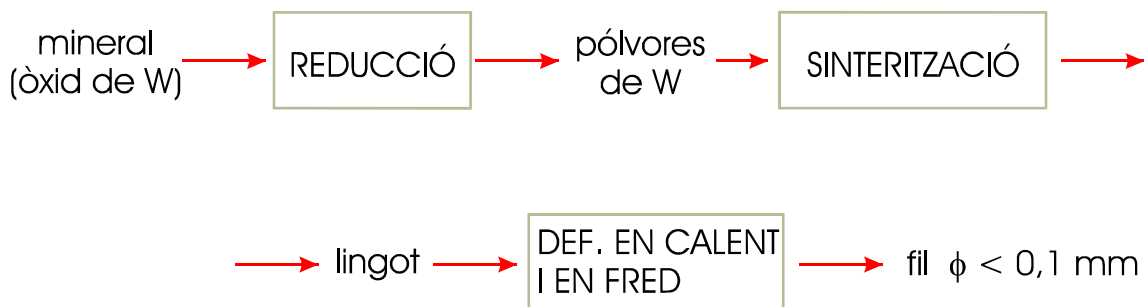 mineral
(òxid de W)
REDUCCIÓ
pólvores
de W
SINTERITZACIÓ
lingot
DEF. EN CALENT
I EN FRED
fil ϕ < 0,1 mm